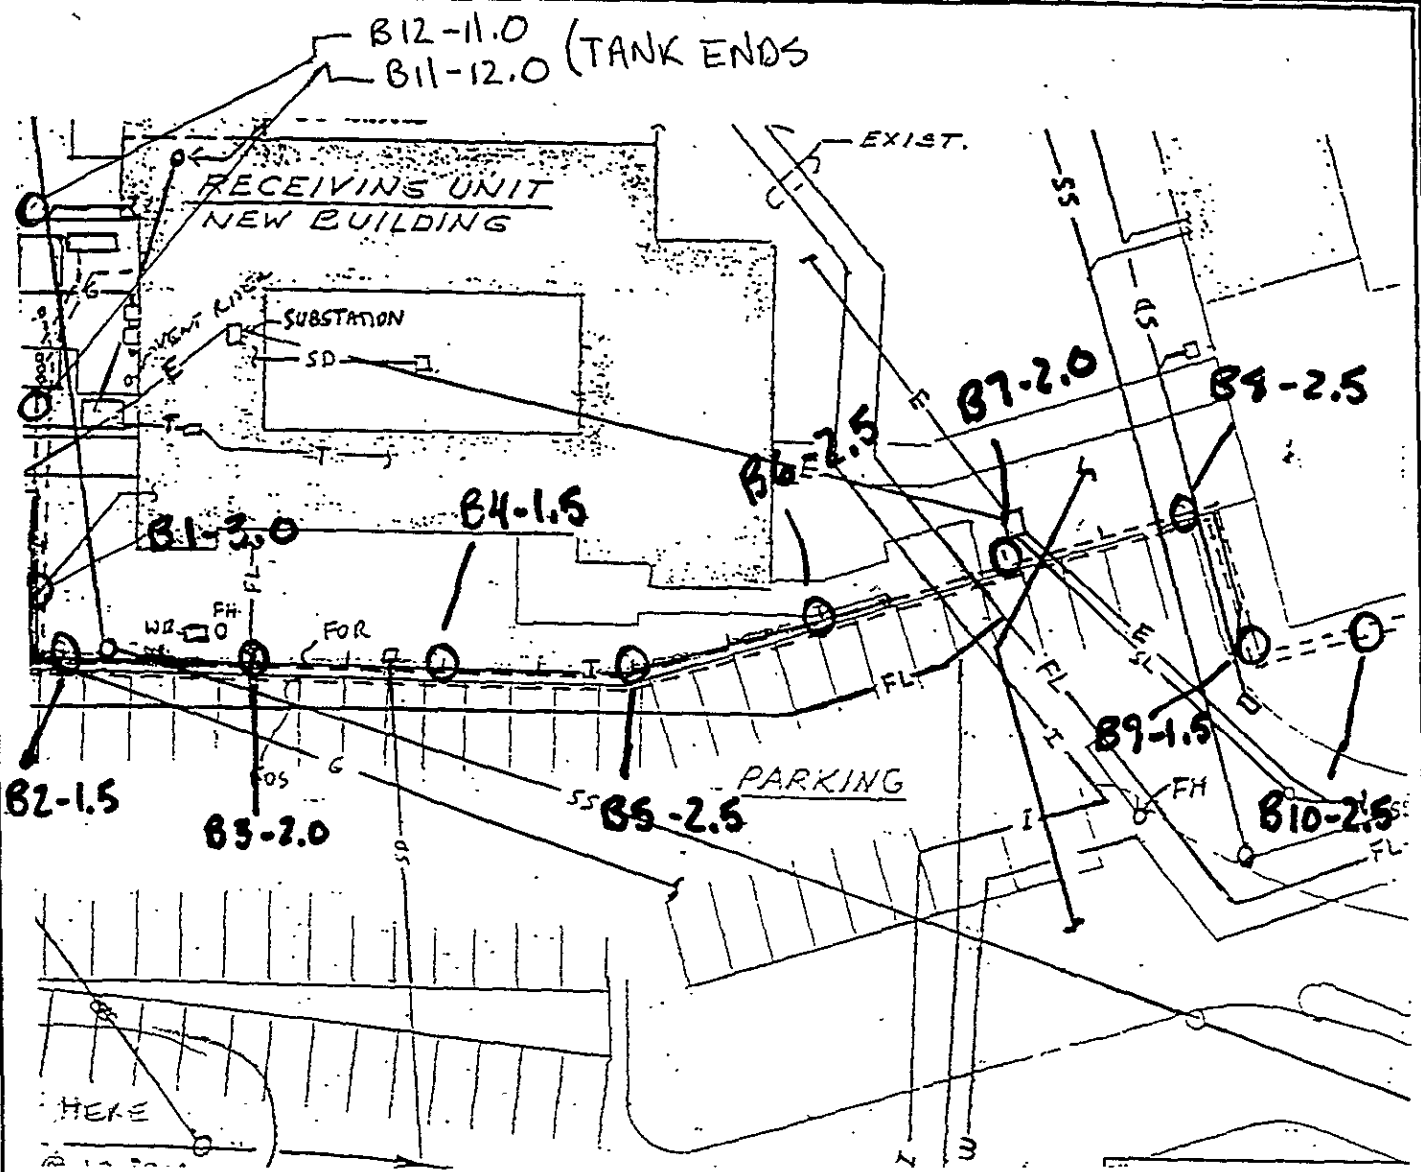 B12-11.0
B11-12.0 (TANK ENDS
EXIST.
RECEIVING UNIT
NEW BUILDING
SS
SD
G
VENT RISER
SUBSTATION
E
SD
E
B7-2.0
B8-2.5
T
T
B6-2.5
E
B4-1.5
B1-3.0
FL
L
WB
FH
FOR
I
FL
FL
E
SL
B9-1.5
I
B2-1.5
FOS
G
SS
B5-2.5
PARKING
FH
B10-2.5
SS
FL
B3-2.0
SD
I
HERE
W